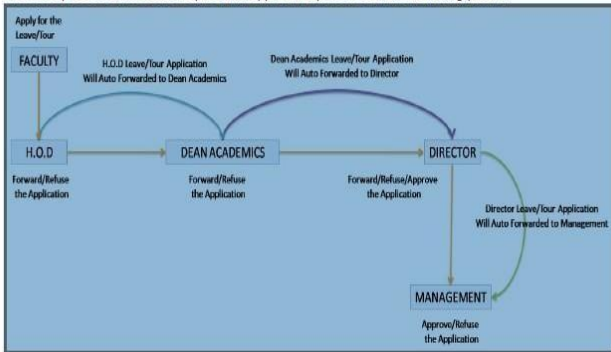 Apply for the
Leave/Tour
FACULTY
H.O.D Leave/Tour Application
Will Auto Forwarded to Dean Academics
Dean Academics Leave/Tour Application
Will Auto Forwarded to Director
H.O.D
DEAN ACADEMICS
DIRECTOR
Forward/Refuse
the Application
Forward/Refuse
the Application
Forward/Refuse/Approve
the Application
Director Leave/Tour Application
Will Auto Forwarded to Management
MANAGEMENT
Approve/Refuse
the Application